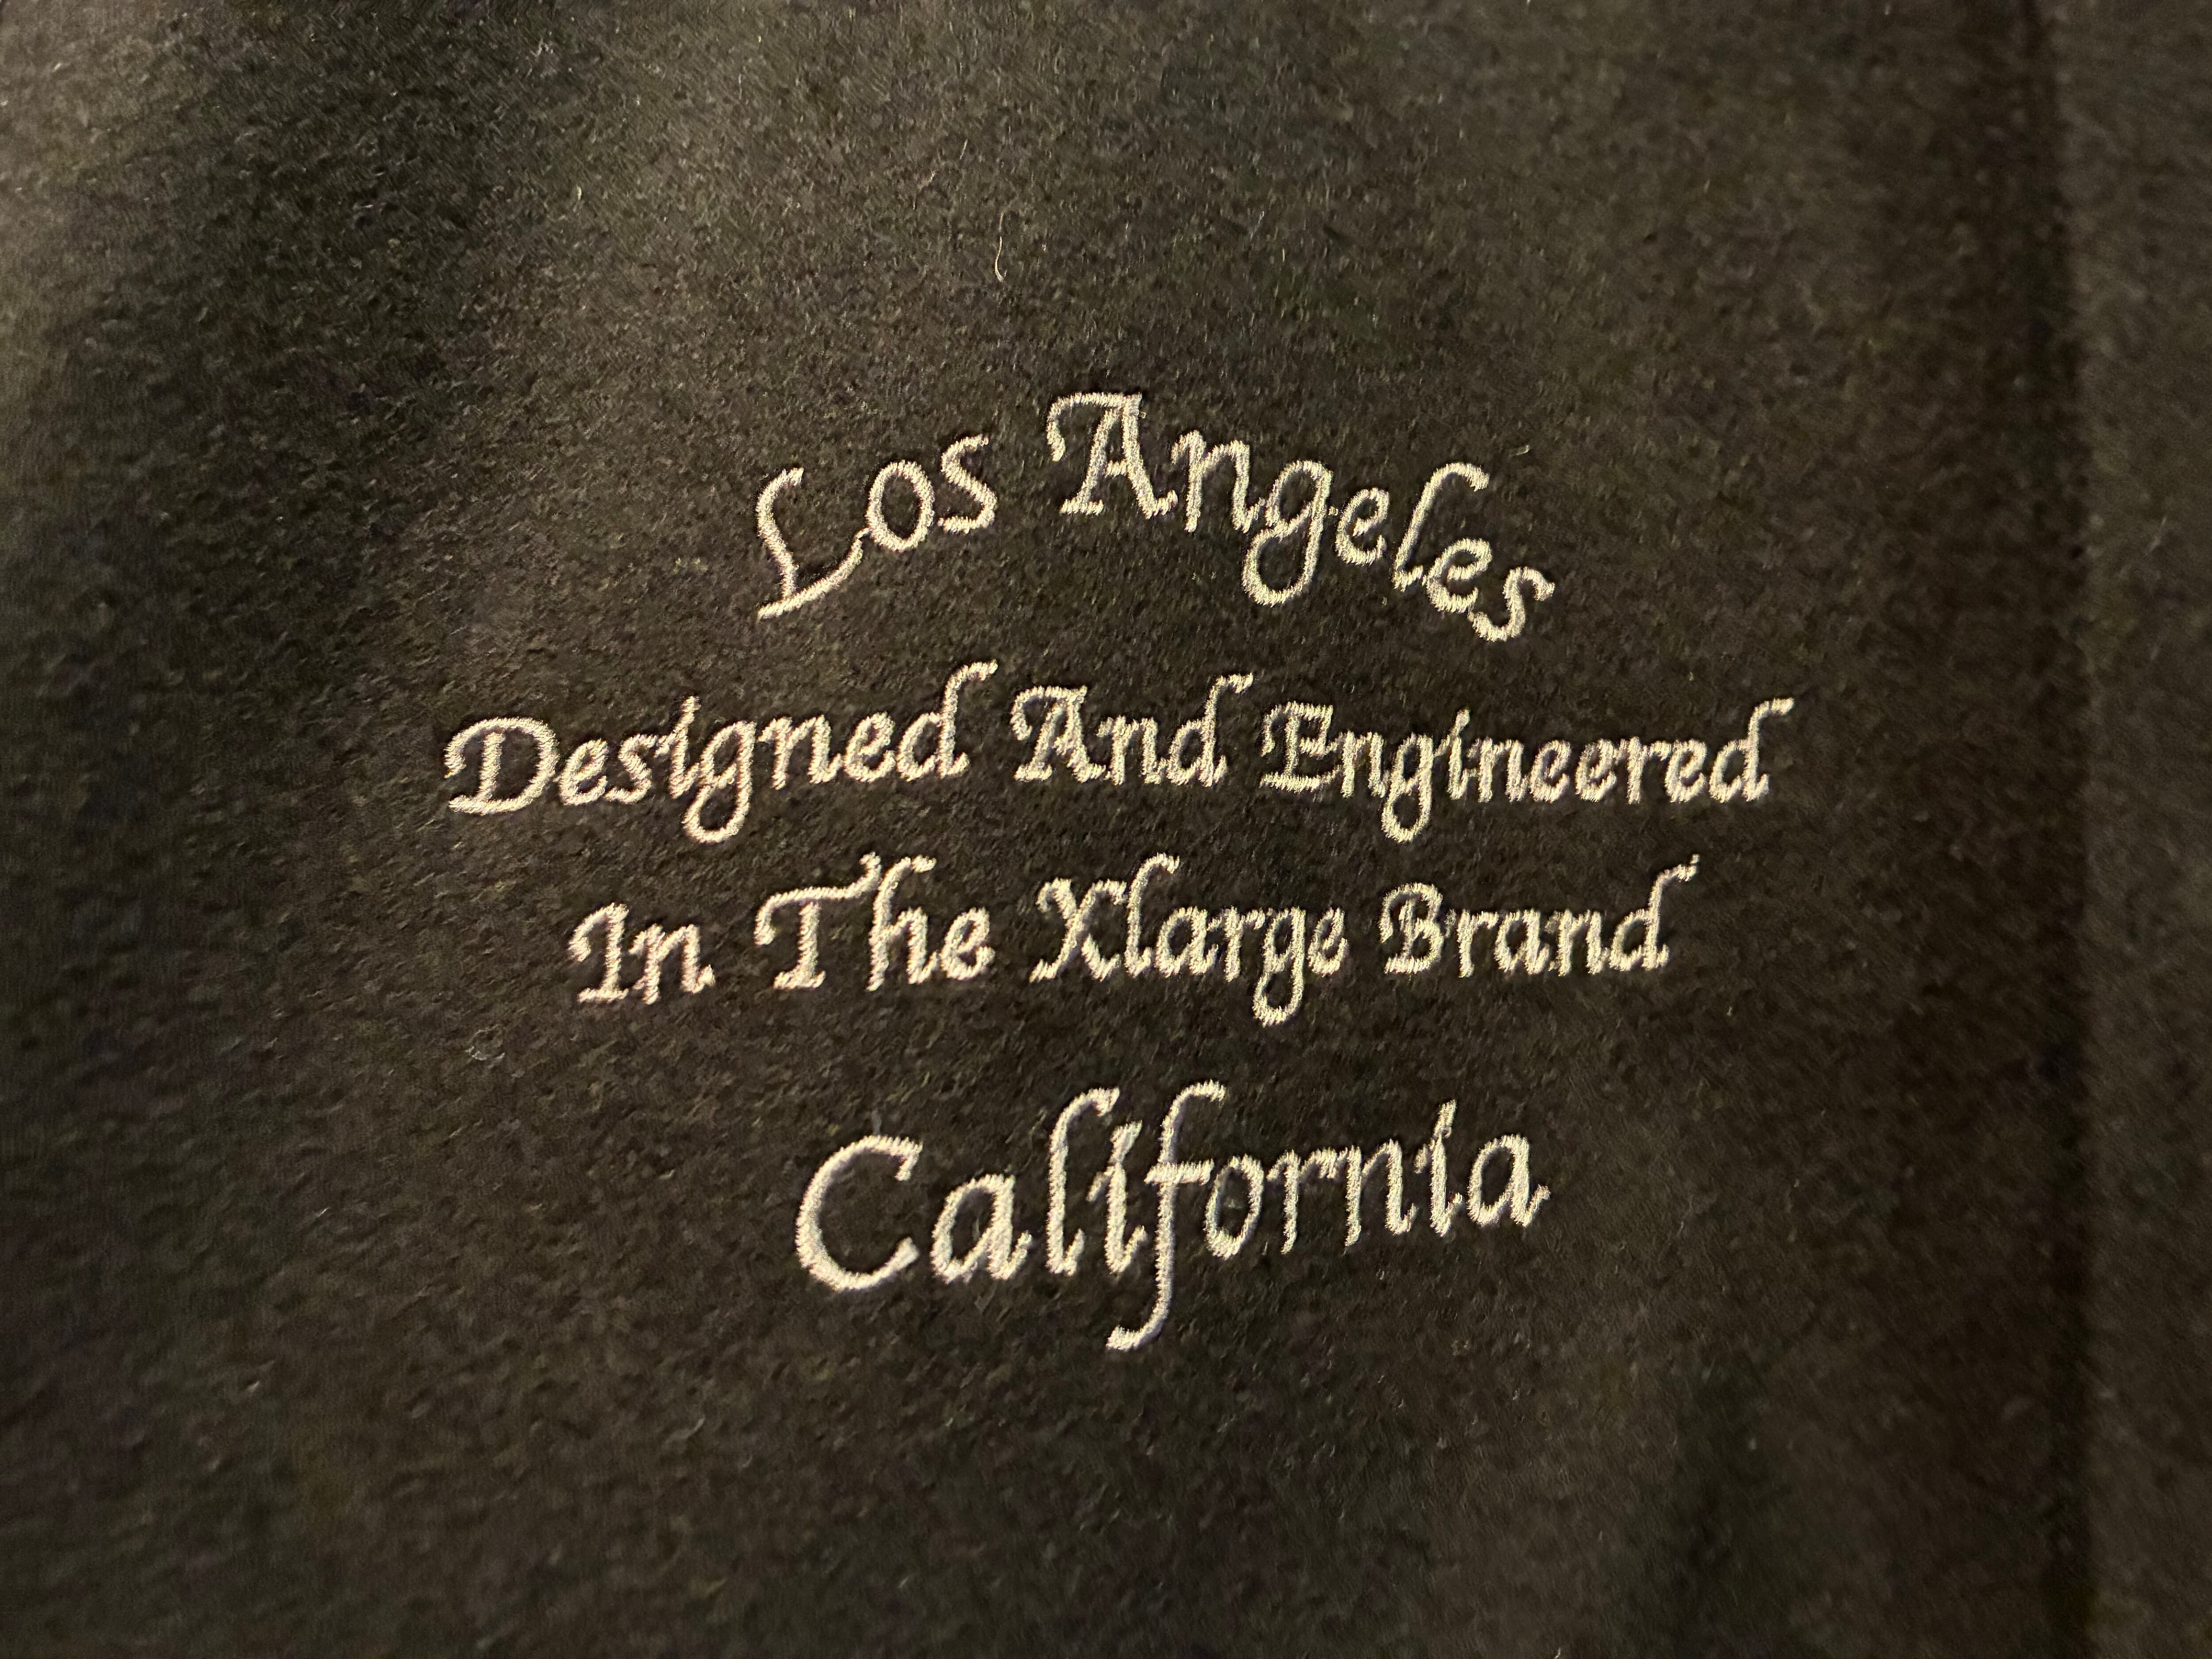 Los Angeles
Designed And Engineered
In The Xlarge Brand
California